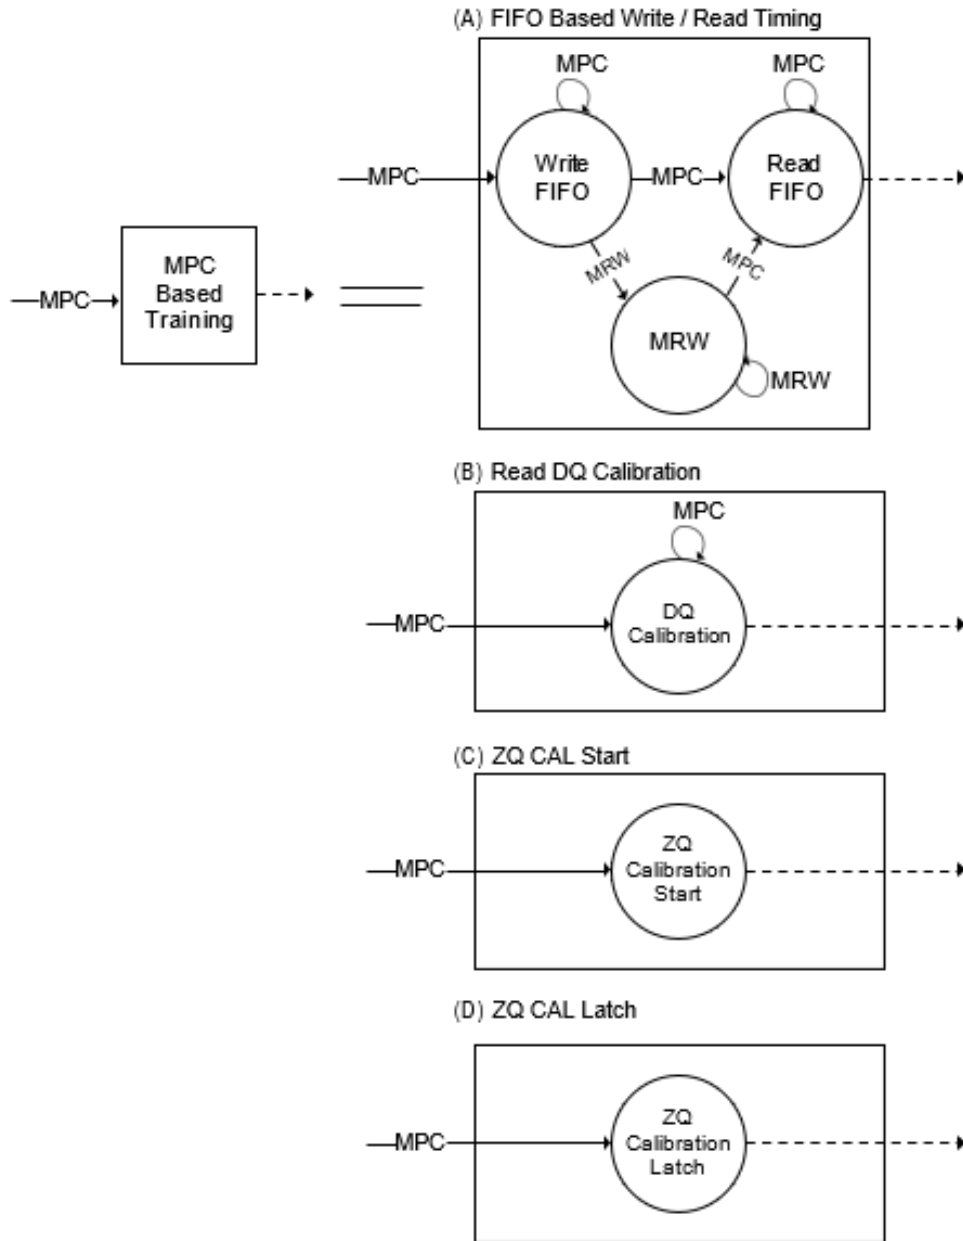 (A) FIFO Based Write / Read Timing
MPC
MPC
MPC
Write
FIFO
MPC
Read
FIFO
MRW
MPC
MPC
MPC
Based
Training
MRW
MRW
(B) Read DQ Calibration
MPC
MPC
DQ
Calibration
(C) ZQ CAL Start
MPC
ZQ
Calibration
Start
(D) ZQ CAL Latch
MPC
ZQ
Calibration
Latch